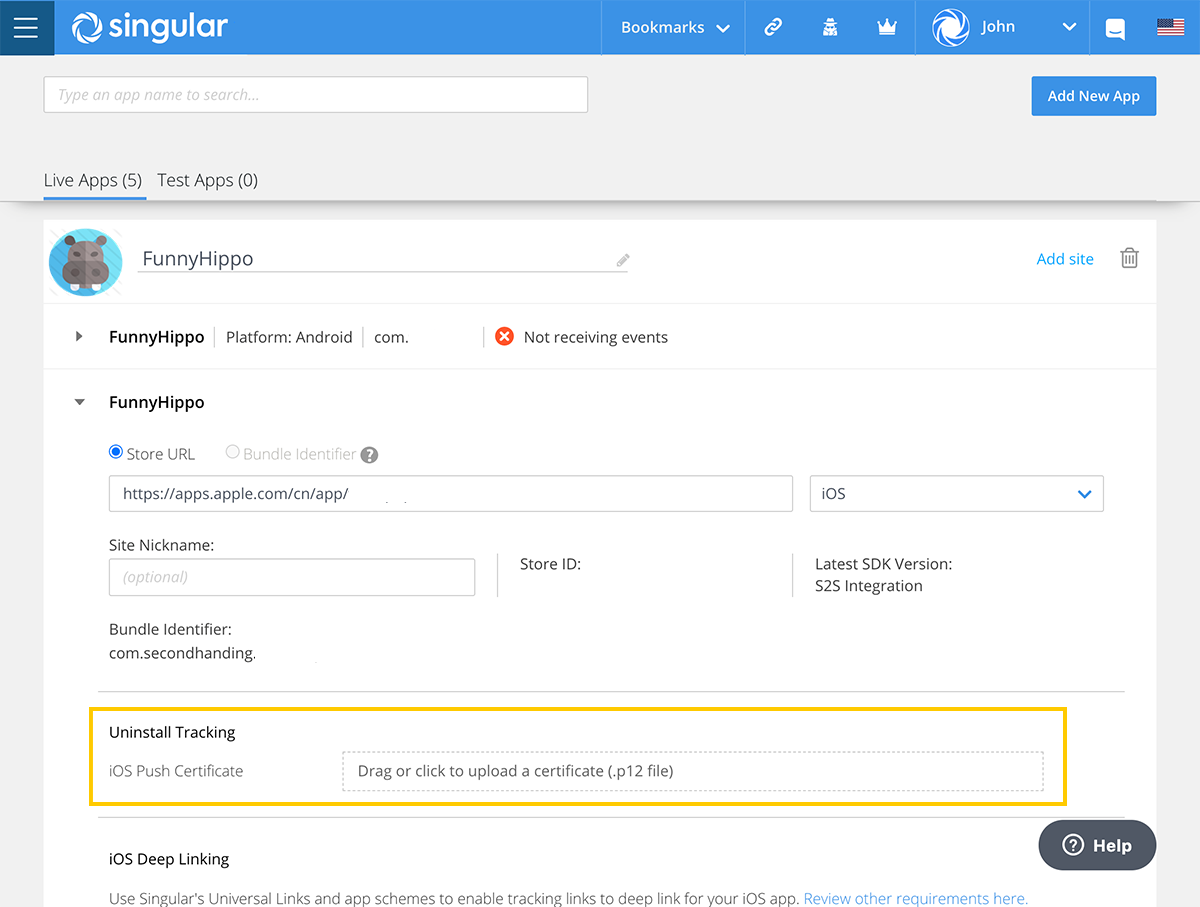 singular
Bookmarks
John
Type an app name to search...
Add New App
Live Apps (5) Test Apps (0)
FunnyHippo
Add site
FunnyHippo Platform: Android com. Not receiving events
FunnyHippo
Store URL Bundle Identifier ?
https://apps.apple.com/cn/app/
iOS
Site Nickname:
(optional)
Store ID:
Latest SDK Version:
S2S Integration
Bundle Identifier:
com.secondhanding.
Uninstall Tracking
iOS Push Certificate
Drag or click to upload a certificate (.p12 file)
iOS Deep Linking
? Help
Use Singular's Universal Links and app schemes to enable tracking links to deep link for your iOS app. Review other requirements here.